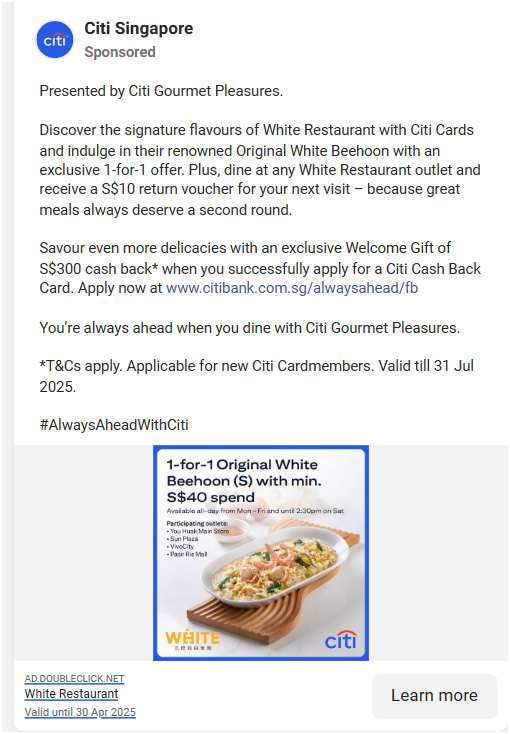 citi
Citi Singapore
Sponsored
Presented by Citi Gourmet Pleasures.
Discover the signature flavours of White Restaurant with Citi Cards
and indulge in their renowned Original White Beehoon with an
exclusive 1-for-1 offer. Plus, dine at any White Restaurant outlet and
receive a S$10 return voucher for your next visit – because great
meals always deserve a second round.
Savour even more delicacies with an exclusive Welcome Gift of
S$300 cash back* when you successfully apply for a Citi Cash Back
Card. Apply now at www.citibank.com.sg/alwaysahead/fb
You’re always ahead when you dine with Citi Gourmet Pleasures.
*T&Cs apply. Applicable for new Citi Cardmembers. Valid till 31 Jul
2025.
#AlwaysAheadWithCiti
1-for-1 Original White
Beehoon (S) with min.
S$40 spend
Available all-day from Mon - Fri and until 2:30pm on Sat
Participating outlets:
• You Huak Main Store
• Sun Plaza
• VivoCity
• Pasir Ris Mall
WHITE
三巴旺白米粉
citi
AD.DOUBLECLICK.NET
White Restaurant
Valid until 30 Apr 2025
Learn more